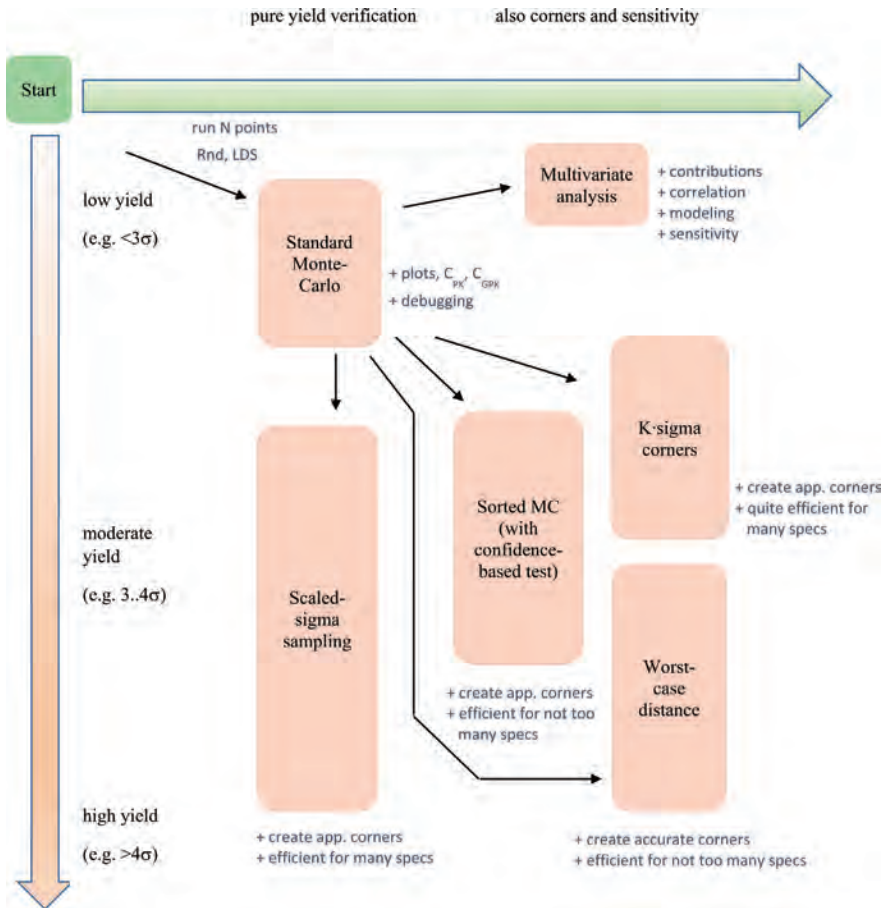 pure yield verification
also corners and sensitivity
Start
run N points
Rnd, LDS
low yield
(e.g. <3σ)
Standard
Monte-
Carlo
+ plots, C_PK, C_GPK
+ debugging
Multivariate
analysis
+ contributions
+ correlation
+ modeling
+ sensitivity
K·sigma
corners
+ create app. corners
+ quite efficient for
many specs
moderate
yield
(e.g. 3..4σ)
Scaled-
sigma
sampling
Sorted MC
(with
confidence-
based test)
+ create app. corners
+ efficient for not too
many specs
Worst-
case
distance
high yield
(e.g. >4σ)
+ create app. corners
+ efficient for many specs
+ create accurate corners
+ efficient for not too many specs